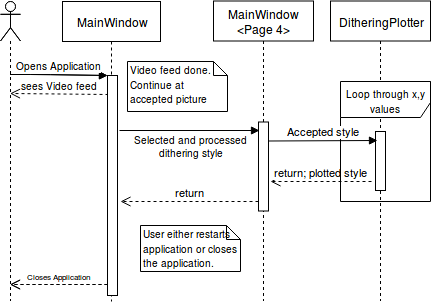 MainWindow
MainWindow
<Page 4>
DitheringPlotter
Opens Application
sees Video feed
Video feed done.
Continue at
accepted picture
Loop through x,y
values
Selected and processed
dithering style
Accepted style
return; plotted style
return
User either restarts
application or closes
the application.
Closes Application